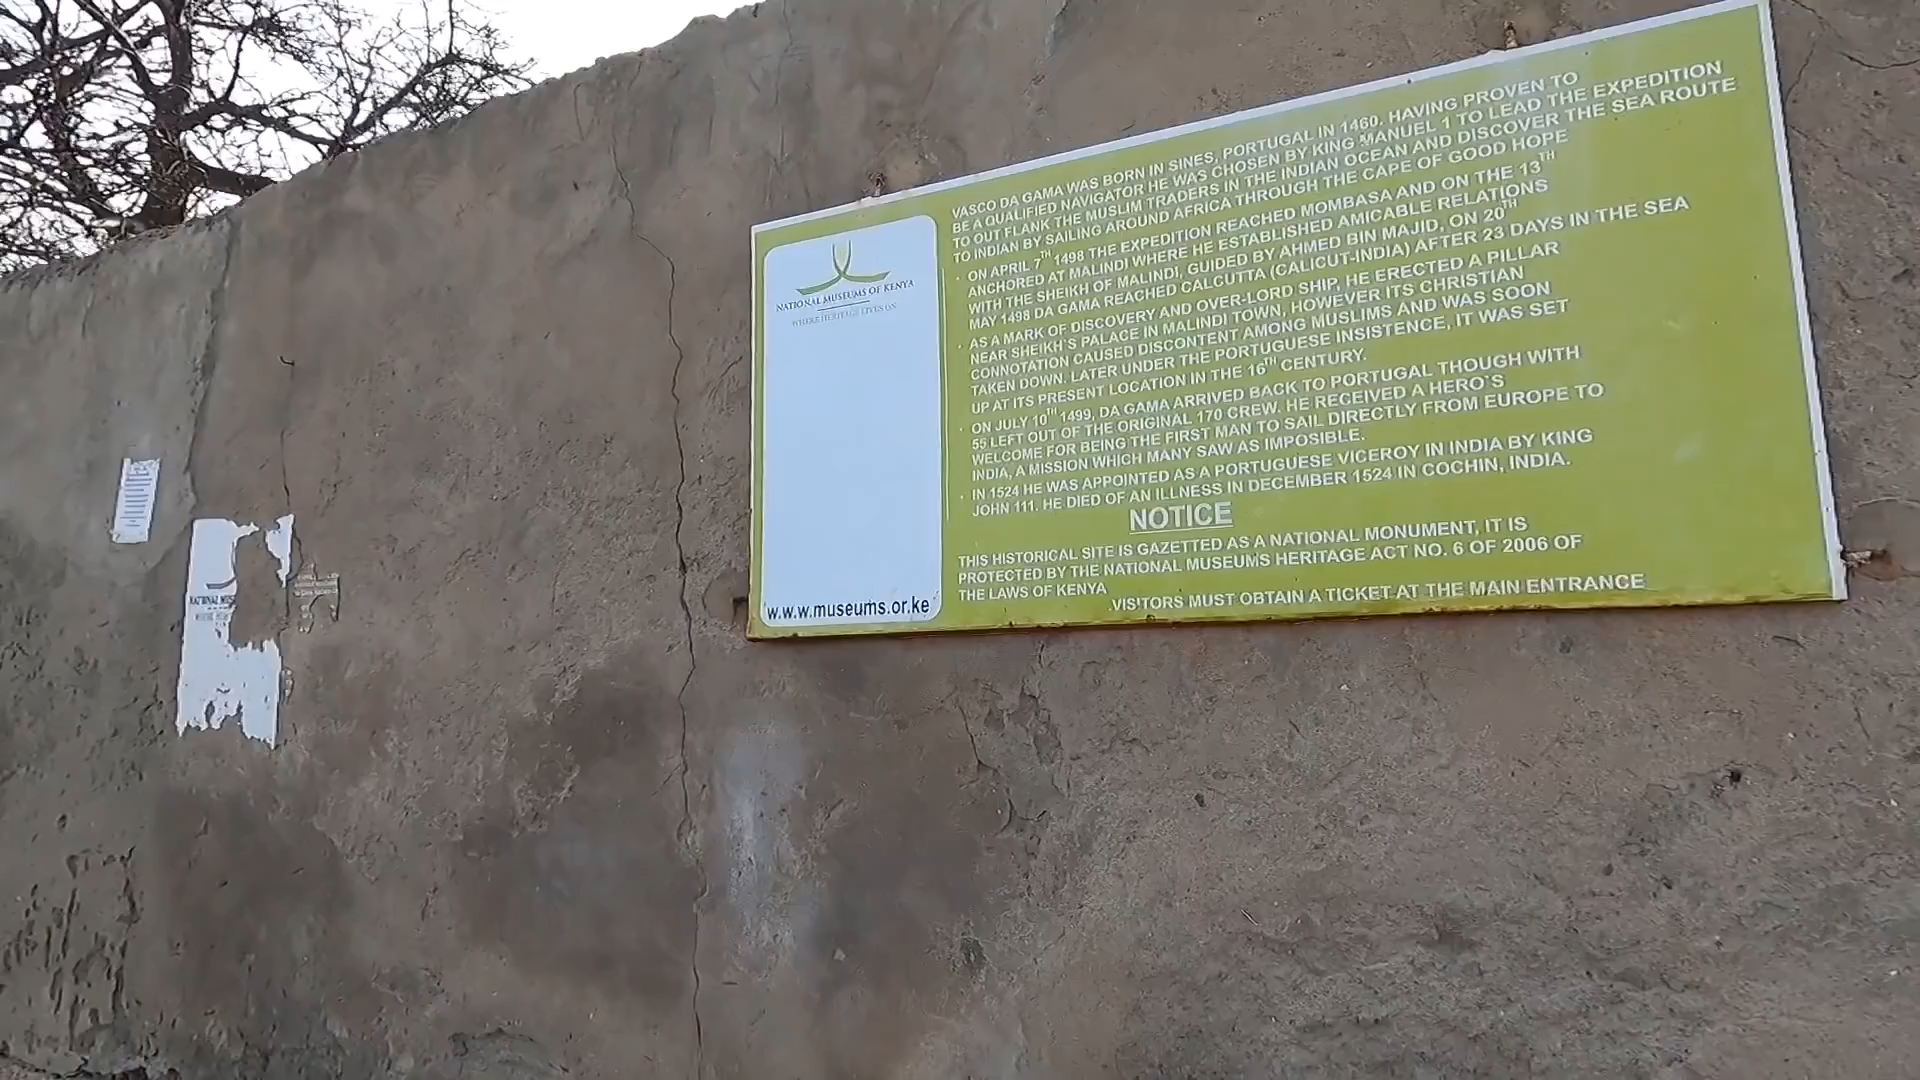 NATIONAL MUSEUMS OF KENYA
WHERE HERITAGE LIVES ON
www.museums.or.ke
VASCO DA GAMA WAS BORN IN SINES, PORTUGAL IN 1460. HAVING PROVEN TO
BE A QUALIFIED NAVIGATOR HE WAS CHOSEN BY KING MANUEL 1 TO LEAD THE EXPEDITION
TO OUT FLANK THE MUSLIM TRADERS IN THE INDIAN OCEAN AND DISCOVER THE SEA ROUTE
TO INDIAN BY SAILING AROUND AFRICA THROUGH THE CAPE OF GOOD HOPE
· ON APRIL 7TH 1498 THE EXPEDITION REACHED MOMBASA AND ON THE 13TH
ANCHORED AT MALINDI WHERE HE ESTABLISHED AMICABLE RELATIONS
WITH THE SHEIKH OF MALINDI, GUIDED BY AHMED BIN MAJID, ON 20TH
MAY 1498 DA GAMA REACHED CALCUTTA (CALICUT-INDIA) AFTER 23 DAYS IN THE SEA
· AS A MARK OF DISCOVERY AND OVER-LORD SHIP, HE ERECTED A PILLAR
NEAR SHEIKH`S PALACE IN MALINDI TOWN, HOWEVER ITS CHRISTIAN
CONNOTATION CAUSED DISCONTENT AMONG MUSLIMS AND WAS SOON
TAKEN DOWN. LATER UNDER THE PORTUGUESE INSISTENCE, IT WAS SET
UP AT ITS PRESENT LOCATION IN THE 16TH CENTURY.
· ON JULY 10TH 1499, DA GAMA ARRIVED BACK TO PORTUGAL THOUGH WITH
55 LEFT OUT OF THE ORIGINAL 170 CREW. HE RECEIVED A HERO`S
WELCOME FOR BEING THE FIRST MAN TO SAIL DIRECTLY FROM EUROPE TO
INDIA, A MISSION WHICH MANY SAW AS IMPOSIBLE.
· IN 1524 HE WAS APPOINTED AS A PORTUGUESE VICEROY IN INDIA BY KING
JOHN 111. HE DIED OF AN ILLNESS IN DECEMBER 1524 IN COCHIN, INDIA.
NOTICE
THIS HISTORICAL SITE IS GAZETTED AS A NATIONAL MONUMENT, IT IS
PROTECTED BY THE NATIONAL MUSEUMS HERITAGE ACT NO. 6 OF 2006 OF
THE LAWS OF KENYA
VISITORS MUST OBTAIN A TICKET AT THE MAIN ENTRANCE
NATIONAL MUS